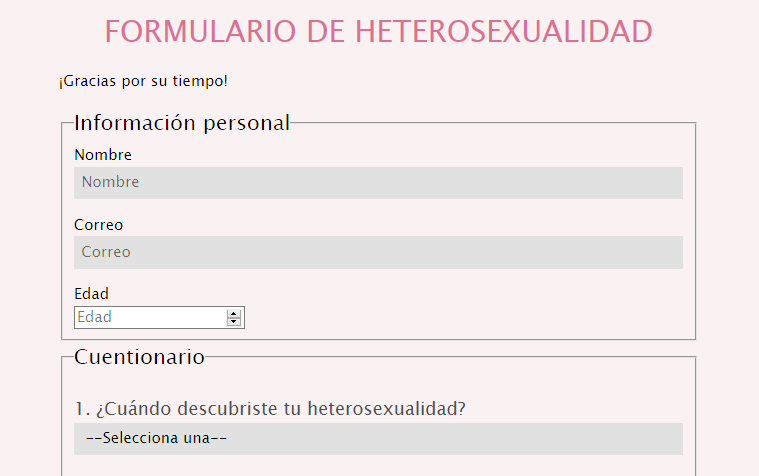 FORMULARIO DE HETEROSEXUALIDAD
¡Gracias por su tiempo!
Información personal
Nombre
Nombre
Correo
Correo
Edad
Edad
Cuentionario
1. ¿Cuándo descubriste tu heterosexualidad?
--Selecciona una--